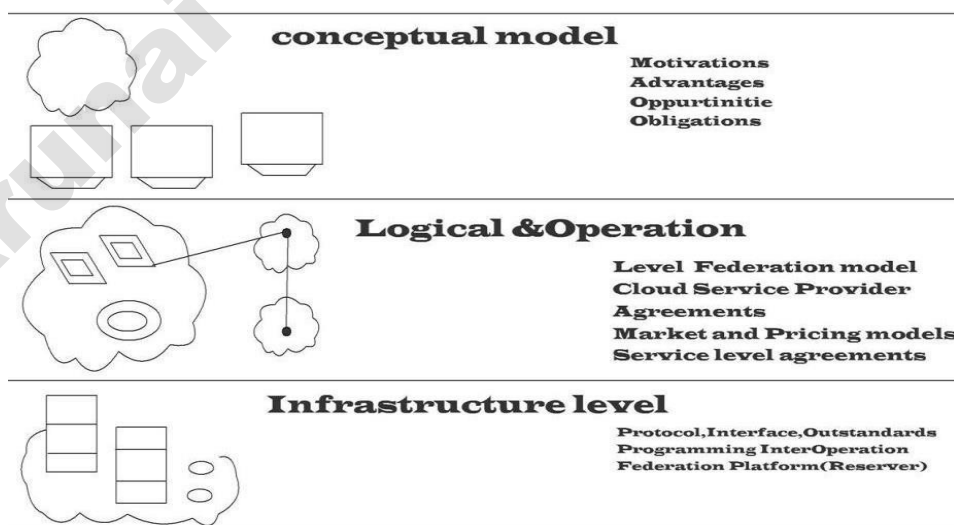 conceptual model
Motivations
Advantages
Oppurtinitie
Obligations
Logical &Operation
Level Federation model
Cloud Service Provider
Agreements
Market and Pricing models
Service level agreements
Infrastructure level
Protocol,Interface,Outstandards
Programming InterOperation
Federation Platform(Reserver)